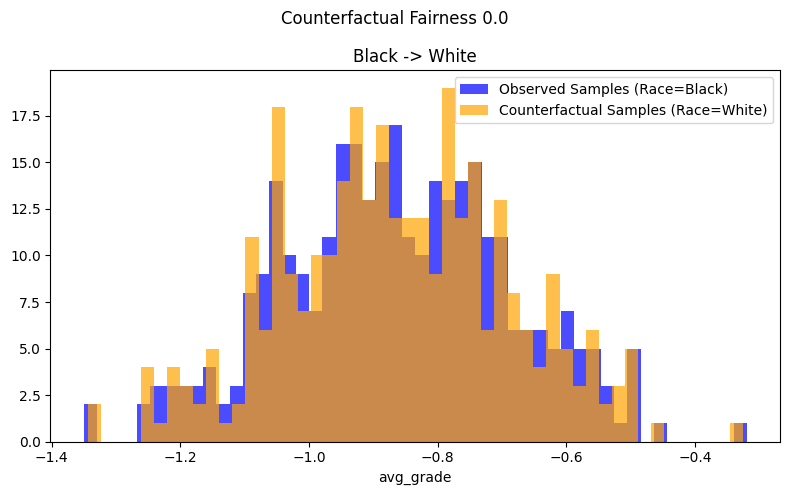 Counterfactual Fairness 0.0
Black -> White
Observed Samples (Race=Black)
Counterfactual Samples (Race=White)
17.5
15.0
12.5
10.0
7.5
5.0
2.5
0.0
−1.4
−1.2
−1.0
−0.8
−0.6
−0.4
avg_grade